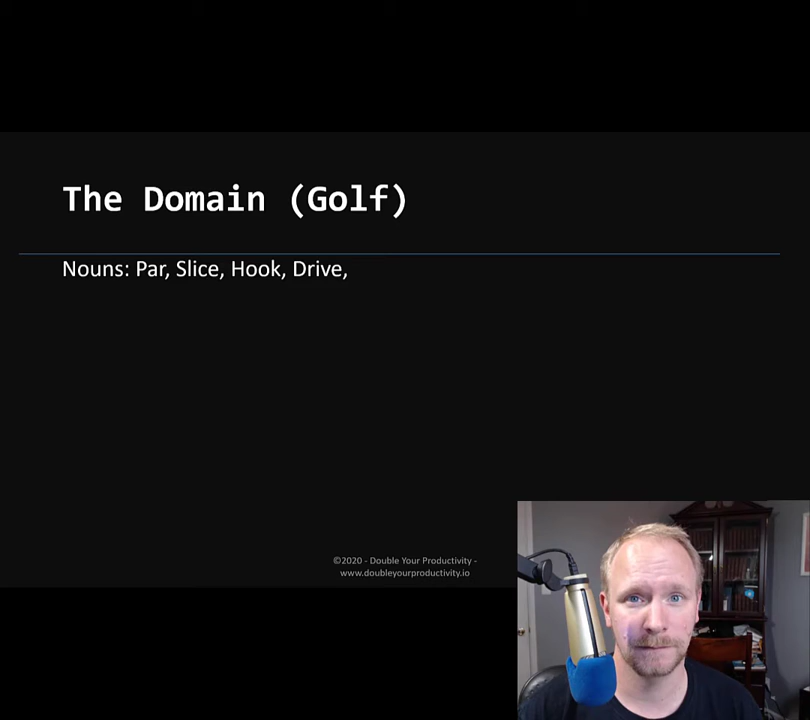 The Domain (Golf)
Nouns: Par, Slice, Hook, Drive,
©2020 - Double Your Productivity -
www.doubleyourproductivity.io